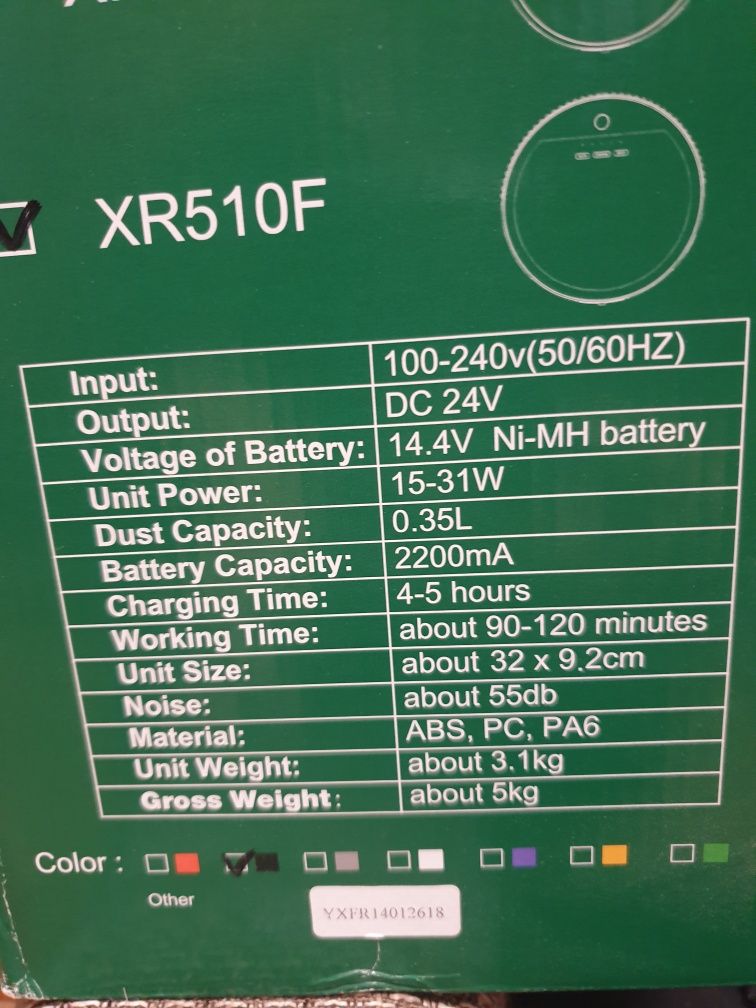 XR510F
Input: 100-240v(50/60HZ)
Output: DC 24V
Voltage of Battery: 14.4V Ni-MH battery
Unit Power: 15-31W
Dust Capacity: 0.35L
Battery Capacity: 2200mA
Charging Time: 4-5 hours
Working Time: about 90-120 minutes
Unit Size: about 32 x 9.2cm
Noise: about 55db
Material: ABS, PC, PA6
Unit Weight: about 3.1kg
Gross Weight: about 5kg
Color :
Other
YXFR14012618